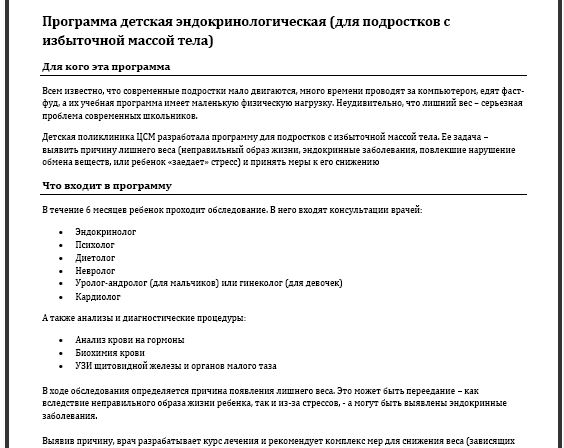 Программа детская эндокринологическая (для подростков с
избыточной массой тела)
Для кого эта программа
Всем известно, что современные подростки мало двигаются, много времени проводят за компьютером, едят фаст-
фуд, а их учебная программа имеет маленькую физическую нагрузку. Неудивительно, что лишний вес – серьезная
проблема современных школьников.
Детская поликлиника ЦСМ разработала программу для подростков с избыточной массой тела. Ее задача –
выявить причину лишнего веса (неправильный образ жизни, эндокринные заболевания, повлекшие нарушение
обмена веществ, или ребенок «заедает» стресс) и принять меры к его снижению
Что входит в программу
В течение 6 месяцев ребенок проходит обследование. В него входят консультации врачей:
• Эндокринолог
• Психолог
• Диетолог
• Невролог
• Уролог-андролог (для мальчиков) или гинеколог (для девочек)
• Кардиолог
А также анализы и диагностические процедуры:
• Анализ крови на гормоны
• Биохимия крови
• УЗИ щитовидной железы и органов малого таза
В ходе обследования определяется причина появления лишнего веса. Это может быть переедание – как
вследствие неправильного образа жизни ребенка, так и из-за стрессов, - а могут быть выявлены эндокринные
заболевания.
Выявив причину, врач разрабатывает курс лечения и рекомендует комплекс мер для снижения веса (зависящих